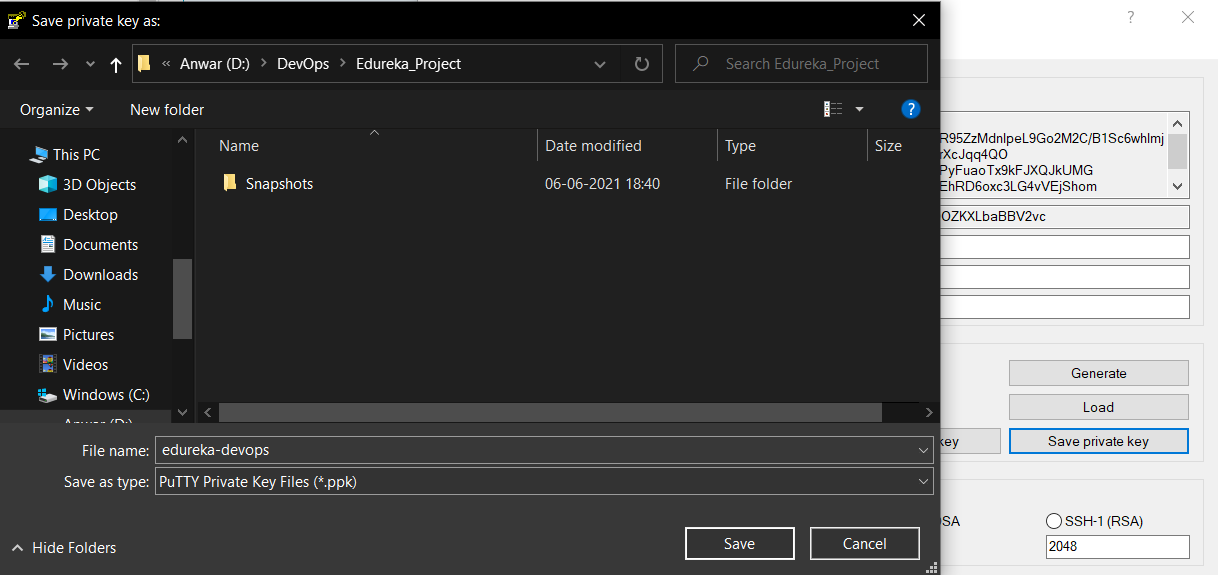 Save private key as:
« Anwar (D:) > DevOps > Edureka_Project
Search Edureka_Project
Organize
New folder
?
This PC
3D Objects
Desktop
Documents
Downloads
Music
Pictures
Videos
Windows (C:)
Anwar (D:)
Name
Date modified
Type
Size
Snapshots
06-06-2021 18:40
File folder
File name:
edureka-devops
Save as type:
PuTTY Private Key Files (*.ppk)
Hide Folders
Save
Cancel
?
R95ZzMdnlpeL9Go2M2C/B1Sc6whlmj
rXcJqq4QO
PyFuaoTx9kFJXQJkUMG
EhRD6oxc3LG4vVEjShom
OZKXLbaBBV2vc
Generate
Load
key
Save private key
SA
SSH-1 (RSA)
2048